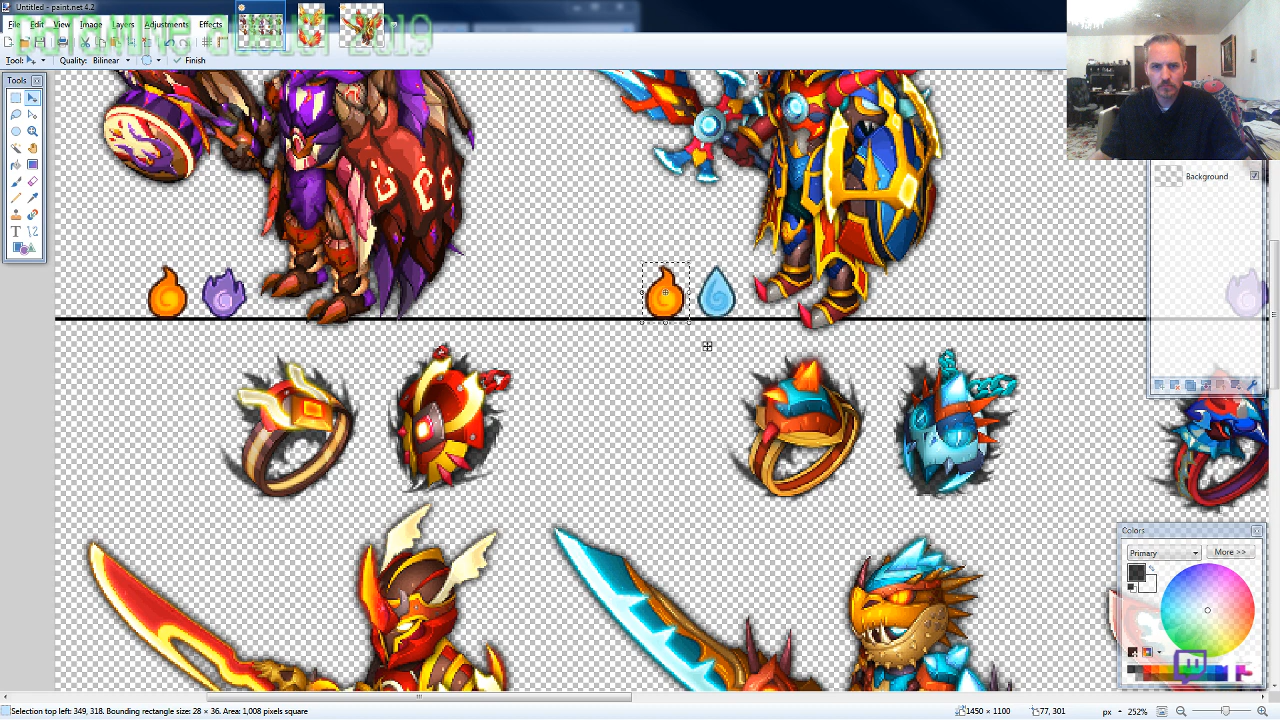 Untitled - paint.net 4.2
File Edit View Image Layers Adjustments Effects
AUGUST 2019
Tool: Quality: Bilinear Finish
Tools
Background
Colors
Primary More >>
Selection top left: 349, 318. Bounding rectangle size: 28 × 36. Area: 1,008 pixels square
1450 × 1100
77, 301
px
252%